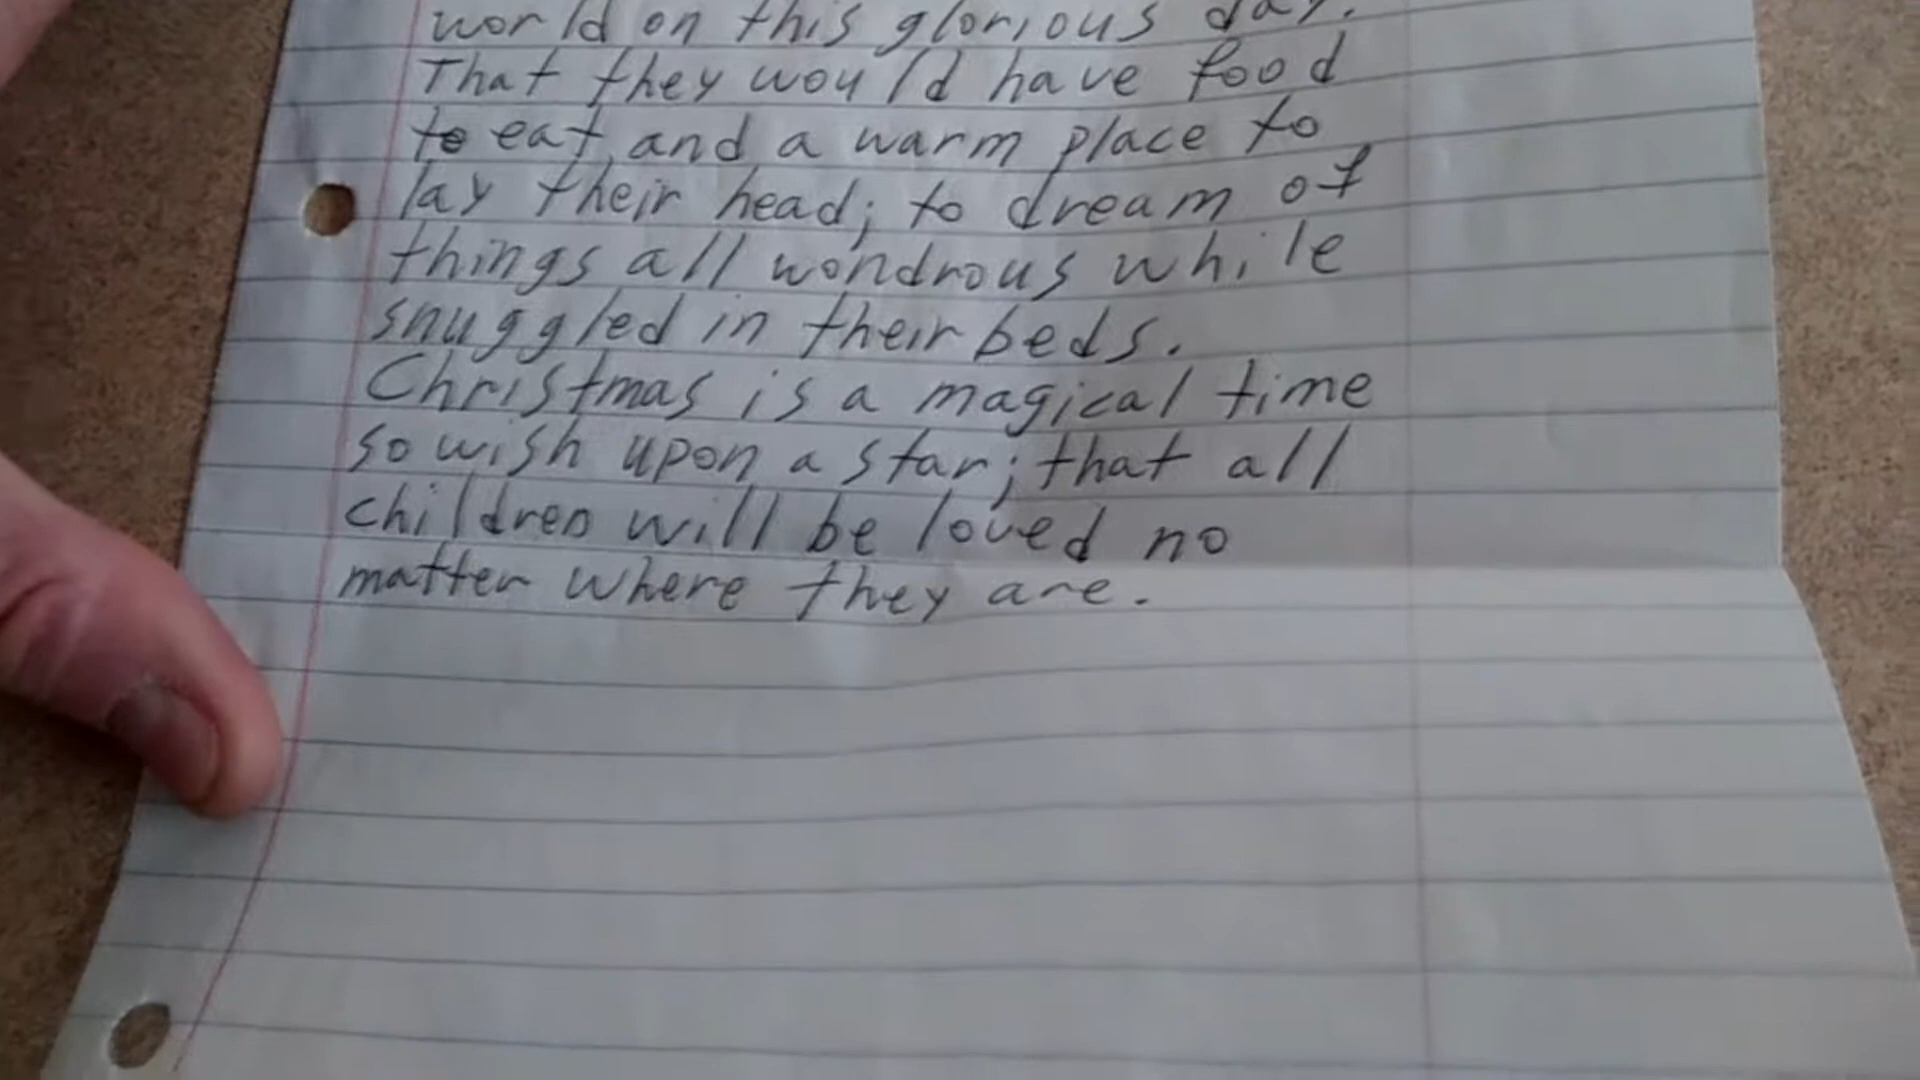 world on this glorious day.
That they would have food
to eat and a warm place to
lay their head; to dream of
things all wondrous while
snuggled in their beds.
Christmas is a magical time
so wish upon a star; that all
children will be loved no
matter where they are.